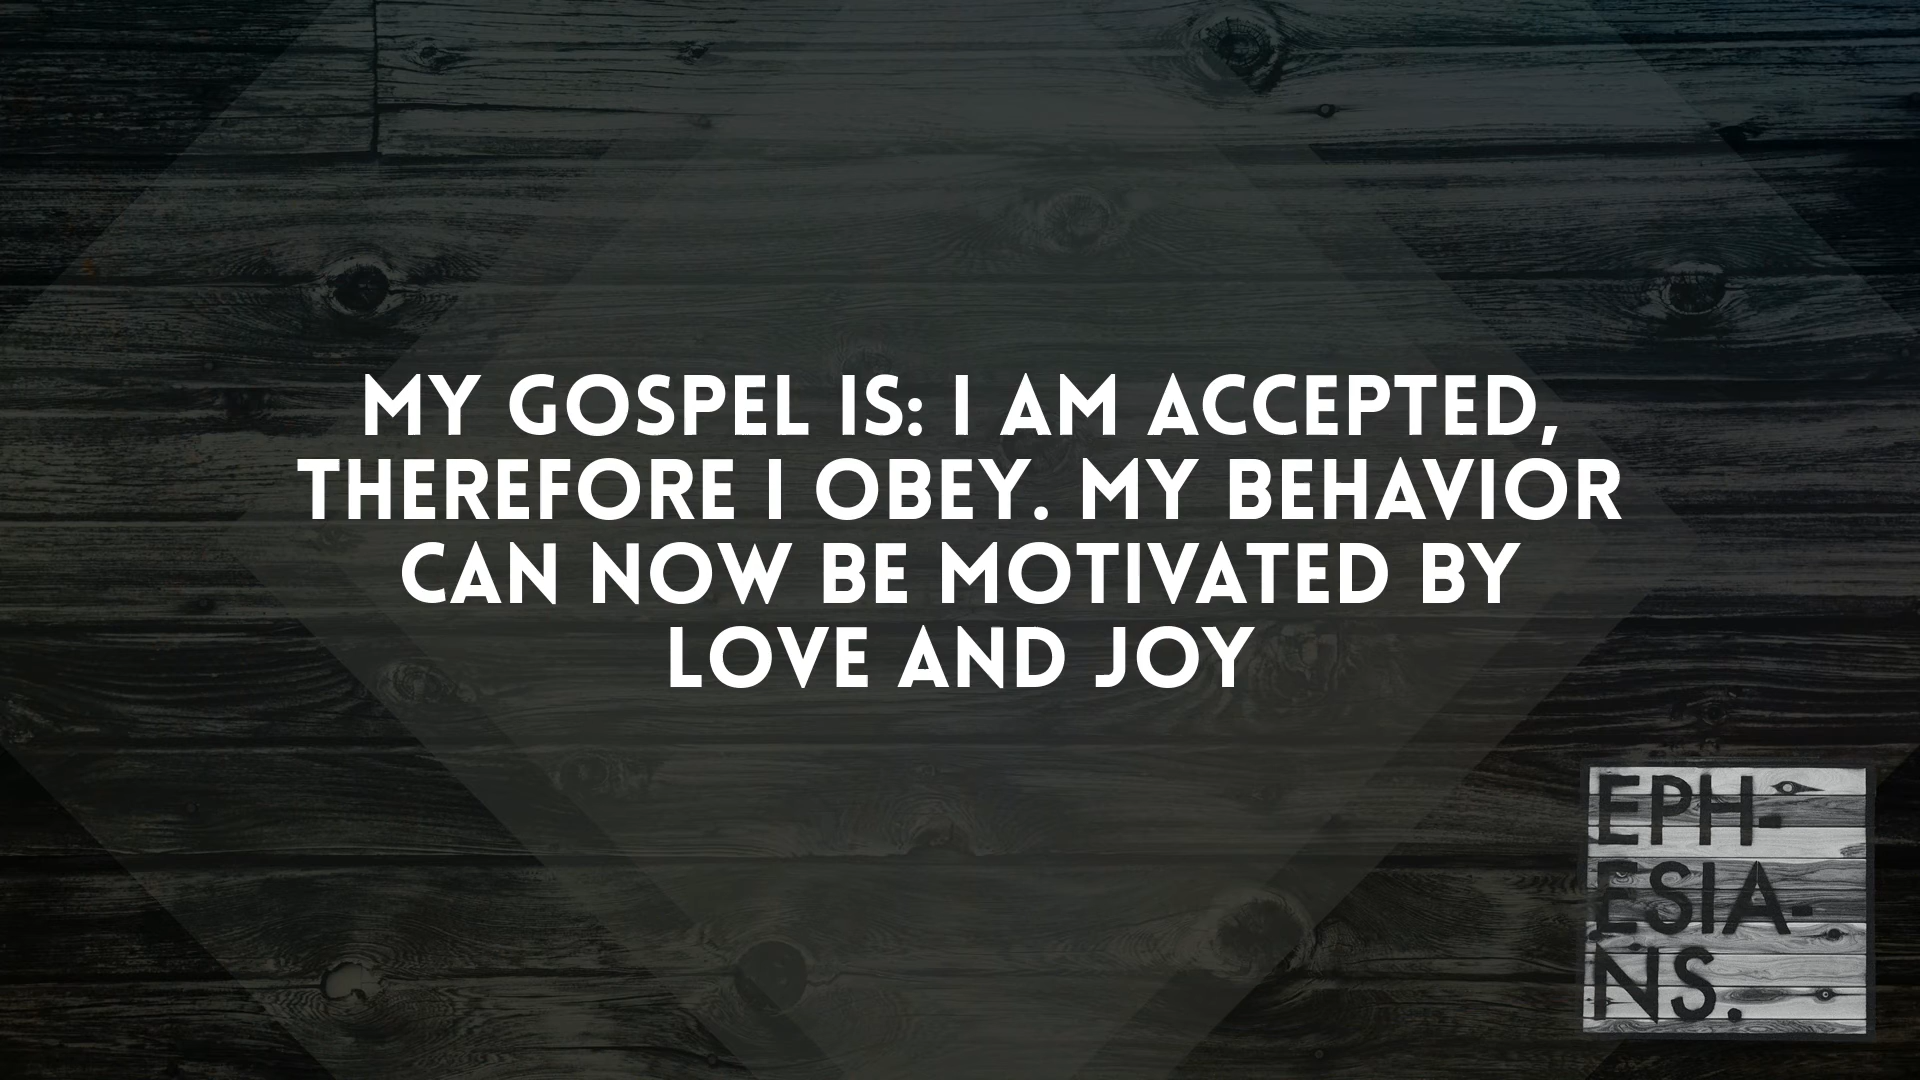 MY GOSPEL IS: I AM ACCEPTED,
THEREFORE I OBEY. MY BEHAVIOR
CAN NOW BE MOTIVATED BY
LOVE AND JOY
EPH-
ESIA-
NS.